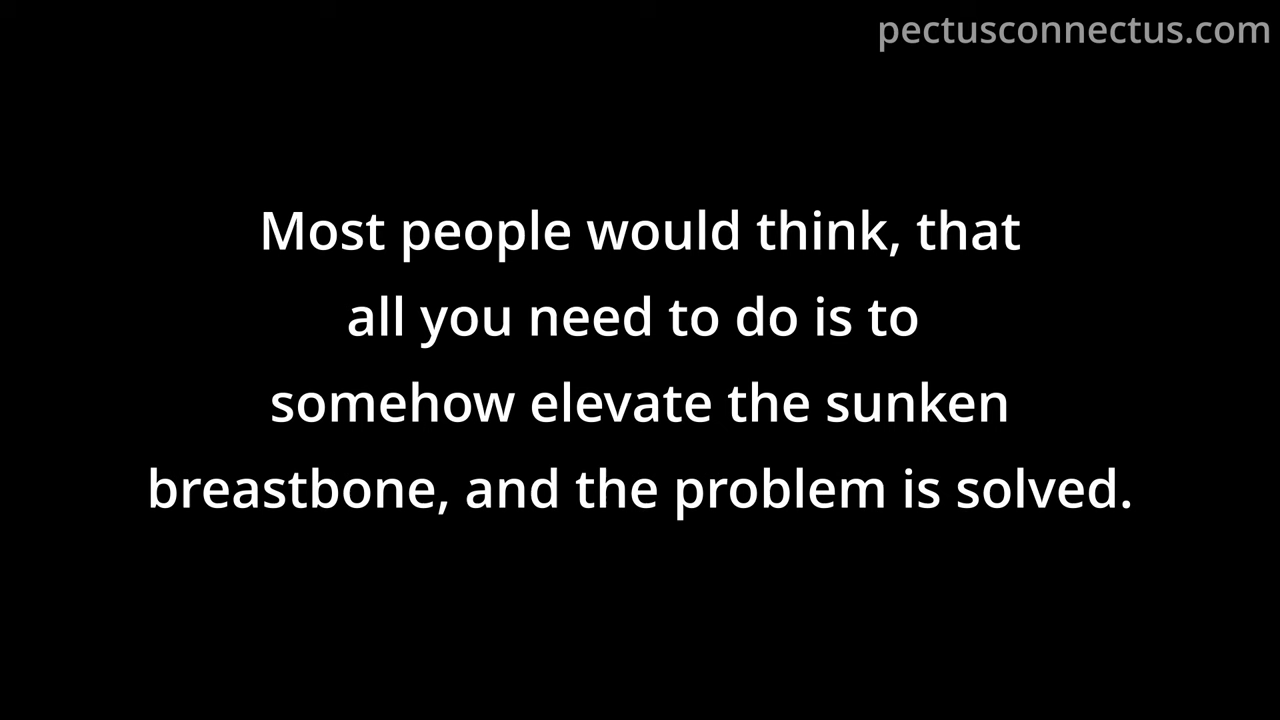 pectusconnectus.com
Most people would think, that
all you need to do is to
somehow elevate the sunken
breastbone, and the problem is solved.